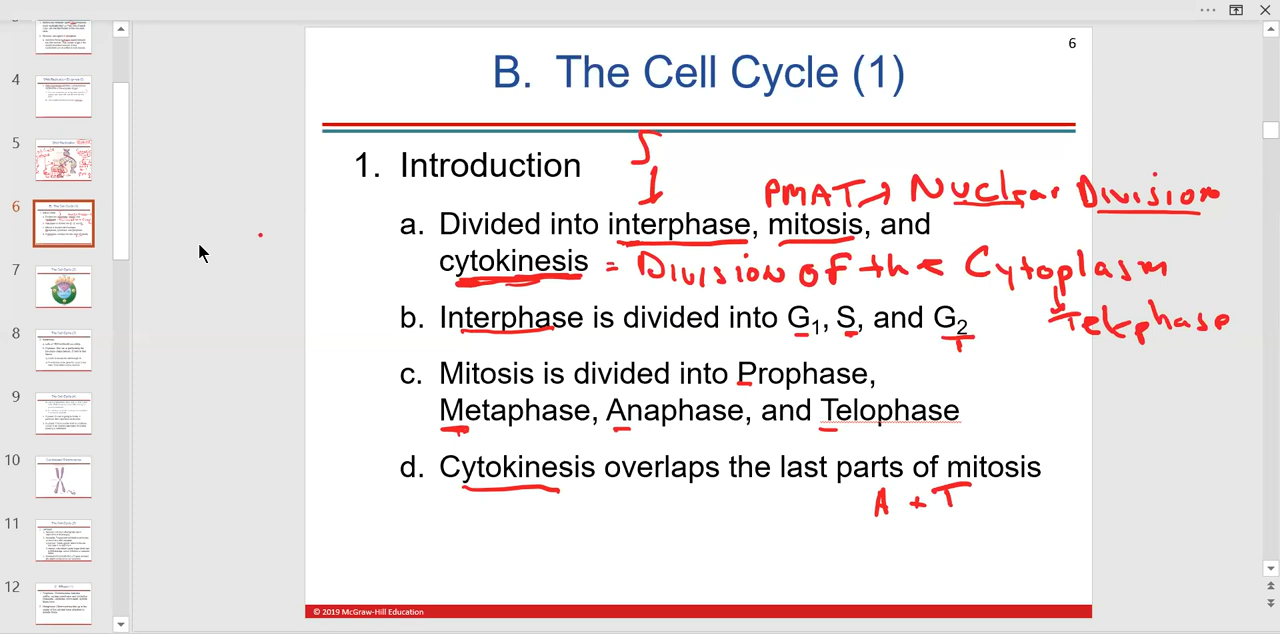 6
B. The Cell Cycle (1)
1. Introduction
S
PMAT → Nuclear Division
a. Divided into interphase, mitosis, and
cytokinesis = Division of the Cytoplasm
b. Interphase is divided into G1, S, and G2
Telephase
c. Mitosis is divided into Prophase,
Metaphase, Anaphase, and Telophase
d. Cytokinesis overlaps the last parts of mitosis
A + T
© 2019 McGraw-Hill Education
4
5
6
7
8
9
10
11
12